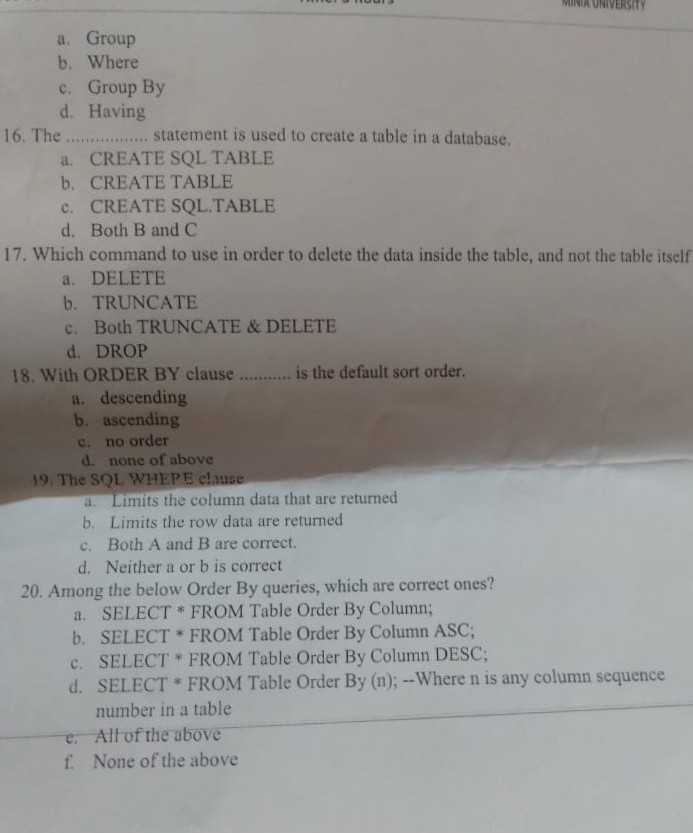 MINIA UNIVERSITY
a. Group
b. Where
c. Group By
d. Having
16. The ................. statement is used to create a table in a database.
a. CREATE SQL TABLE
b. CREATE TABLE
c. CREATE SQL.TABLE
d. Both B and C
17. Which command to use in order to delete the data inside the table, and not the table itself
a. DELETE
b. TRUNCATE
c. Both TRUNCATE & DELETE
d. DROP
18. With ORDER BY clause ........... is the default sort order.
a. descending
b. ascending
c. no order
d. none of above
19. The SQL WHERE clause
a. Limits the column data that are returned
b. Limits the row data are returned
c. Both A and B are correct.
d. Neither a or b is correct
20. Among the below Order By queries, which are correct ones?
a. SELECT * FROM Table Order By Column;
b. SELECT * FROM Table Order By Column ASC;
c. SELECT * FROM Table Order By Column DESC;
d. SELECT * FROM Table Order By (n); --Where n is any column sequence
number in a table
e. All of the above
f. None of the above